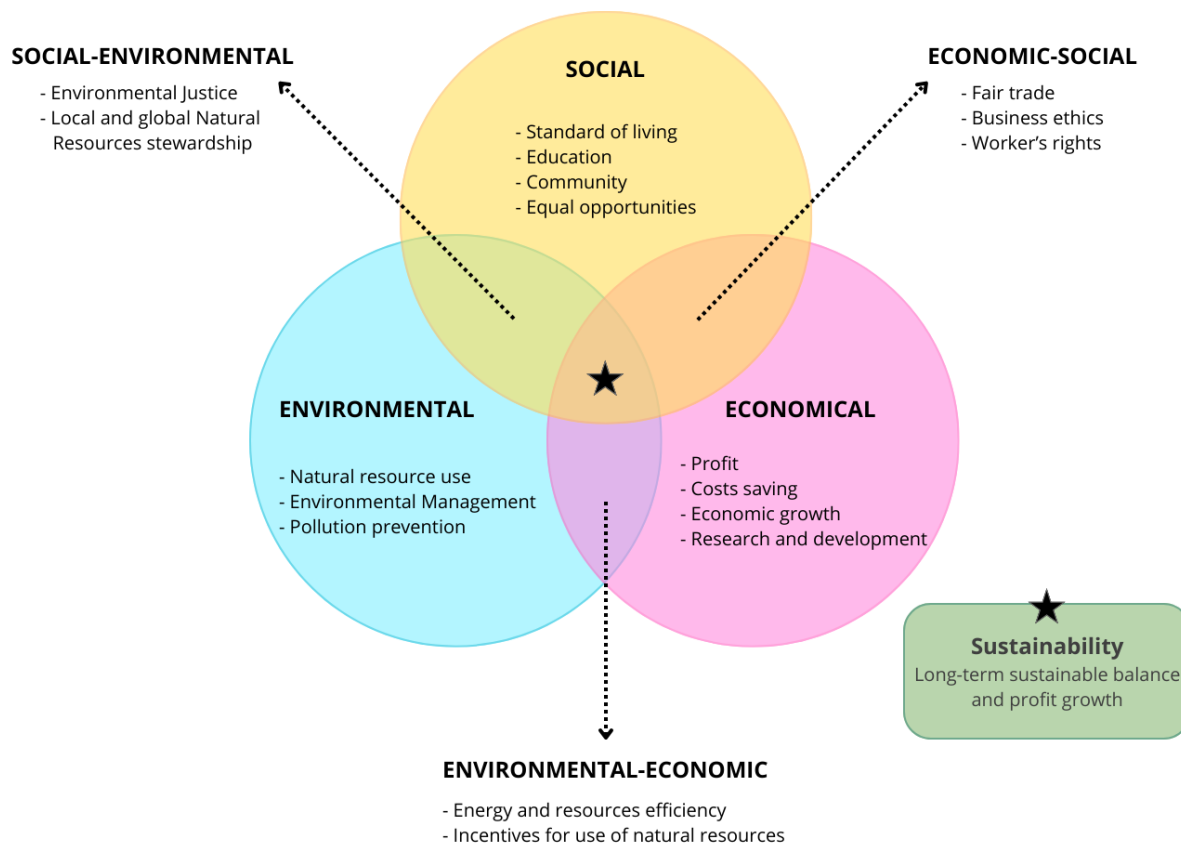 SOCIAL-ENVIRONMENTAL
- Environmental Justice
- Local and global Natural
Resources stewardship
SOCIAL
- Standard of living
- Education
- Community
- Equal opportunities
ECONOMIC-SOCIAL
- Fair trade
- Business ethics
- Worker’s rights
ENVIRONMENTAL
- Natural resource use
- Environmental Management
- Pollution prevention
ECONOMICAL
- Profit
- Costs saving
- Economic growth
- Research and development
Sustainability
Long-term sustainable balance
and profit growth
ENVIRONMENTAL-ECONOMIC
- Energy and resources efficiency
- Incentives for use of natural resources